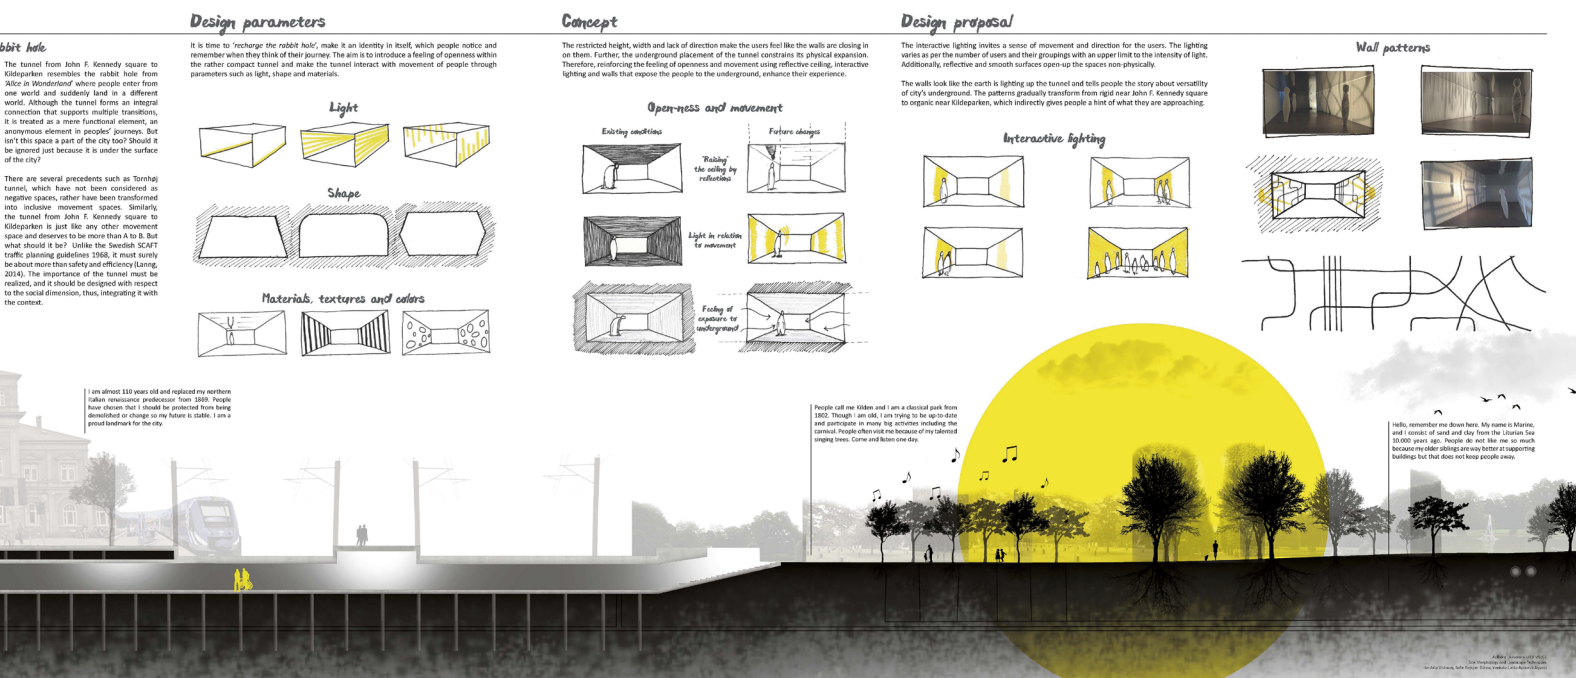 bbit hole
The tunnel from John F. Kennedy square to
Kildeparken resembles the rabbit hole from
'Alice in Wonderland' where people enter from
one world and suddenly land in a different
world. Although the tunnel forms an integral
connection that supports multiple transitions,
it is treated as a mere functional element, an
anonymous element in peoples' journeys. But
isn't this space a part of the city too? Should it
be ignored just because it is under the surface
of the city?
There are several precedents such as Tornhøj
tunnel, which have not been considered as
negative spaces, rather have been transformed
into inclusive movement spaces. Similarly,
the tunnel from John F. Kennedy square to
Kildeparken is just like any other movement
space and deserves to be more than A to B. But
what should it be? Unlike the Swedish SCAFT
traffic planning guidelines 1968, it must surely
be about more than safety and efficiency (Lanng,
2014). The importance of the tunnel must be
realized, and it should be designed with respect
to the social dimension, thus, integrating it with
the context.
Design parameters
It is time to 'recharge the rabbit hole', make it an identity in itself, which people notice and
remember when they think of their journey. The aim is to introduce a feeling of openness within
the rather compact tunnel and make the tunnel interact with movement of people through
parameters such as light, shape and materials.
Light
Shape
Materials, textures and colors
Concept
The restricted height, width and lack of direction make the users feel like the walls are closing in
on them. Further, the underground placement of the tunnel constrains its physical expansion.
Therefore, reinforcing the feeling of openness and movement using reflective ceiling, interactive
lighting and walls that expose the people to the underground, enhance their experience.
Open-ness and movement
Existing conditions
Future changes
'Raising'
the ceiling by
reflections
Light in relation
to movement
Feeling of
exposure to
underground
Design proposal
The interactive lighting invites a sense of movement and direction for the users. The lighting
varies as per the number of users and their groupings with an upper limit to the intensity of light.
Additionally, reflective and smooth surfaces open-up the spaces non-physically.
The walls look like the earth is lighting up the tunnel and tells people the story about versatility
of city's underground. The patterns gradually transform from rigid near John F. Kennedy square
to organic near Kildeparken, which indirectly gives people a hint of what they are approaching.
Interactive lighting
Wall patterns
I am almost 110 years old and replaced my northern
Italian renaissance predecessor from 1869. People
have chosen that I should be protected from being
demolished or change so my future is stable. I am a
proud landmark for the city.
People call me Kilden and I am a classical park from
1802. Though I am old, I am trying to be up-to-date
and participate in many big activities including the
carnival. People often visit me because of my talented
singing trees. Come and listen one day.
Hello, remember me down here. My name is Marine,
and I consist of sand and clay from the Liturian Sea
10.000 years ago. People do not like me so much
because my older siblings are way better at supporting
buildings but that does not keep people away.